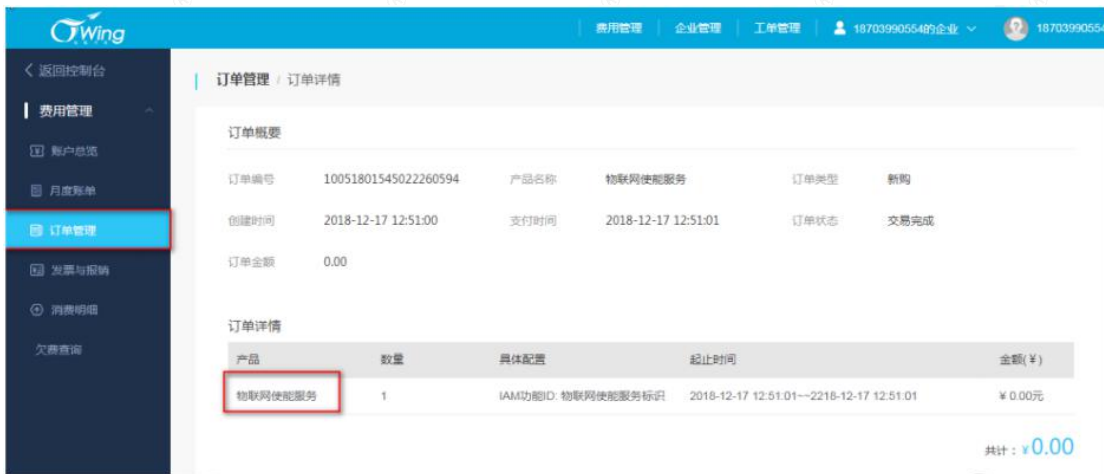 CTWing
费用管理 企业管理 工单管理 18703990554的企业 18703990554
返回控制台
费用管理
账户总览
月度账单
订单管理
发票与报销
消费明细
欠费查询
订单管理 / 订单详情
订单概要
订单编号 10051801545022260594 产品名称 物联网使能服务 订单类型 新购
创建时间 2018-12-17 12:51:00 支付时间 2018-12-17 12:51:01 订单状态 交易完成
订单金额 0.00
订单详情
产品 数量 具体配置 起止时间 金额(¥)
物联网使能服务 1 IAM功能ID: 物联网使能服务标识 2018-12-17 12:51:01~~2218-12-17 12:51:01 ¥ 0.00元
共计：¥0.00